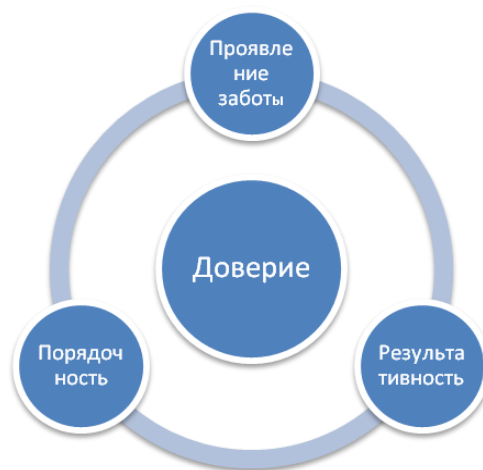 Проявле
ние
заботы
Доверие
Порядоч
ность
Результа
тивность